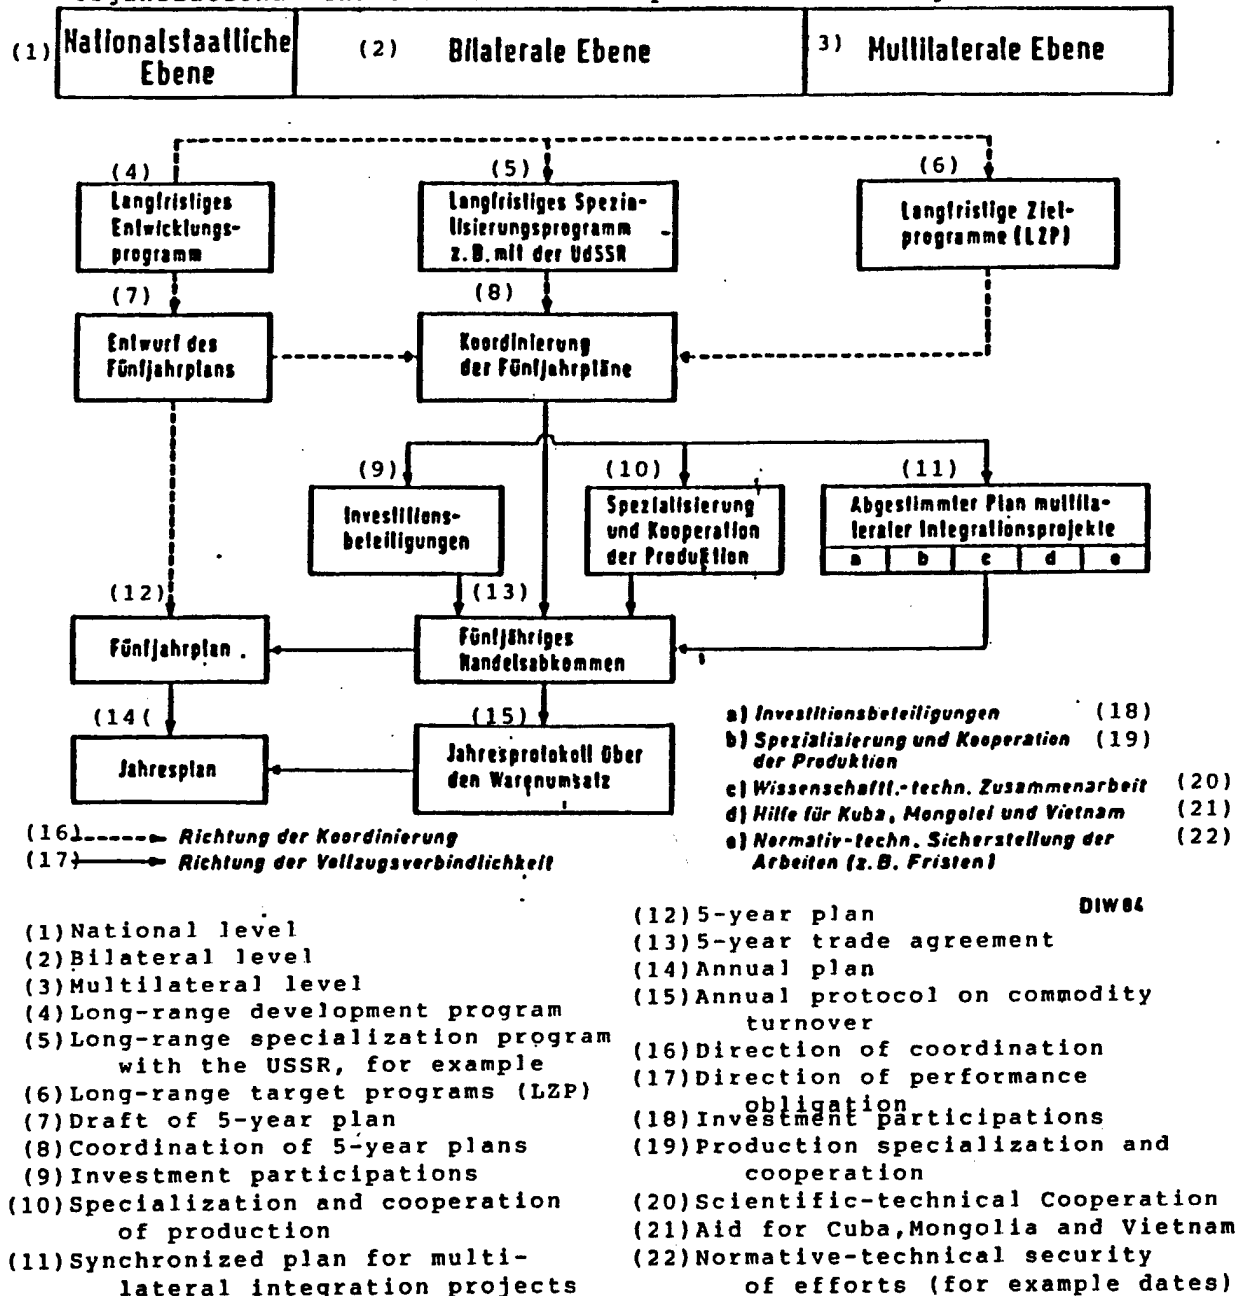 (1) Nationalstaatliche Ebene
(2) Bilaterale Ebene
3) Multilaterale Ebene
(4)
Langfristiges
Entwicklungs-
programm
(5)
Langfristiges Spezia-
lisierungsprogramm
z.B. mit der UdSSR
(6)
Langfristige Ziel-
programme (LZP)
(7)
Entwurf des
Fünfjahrplans
(8)
Koordinierung
der Fünfjahrpläne
(9)
Investitions-
beteiligungen
(10)
Spezialisierung
und Kooperation
der Produktion
(11)
Abgestimmter Plan multila-
teraler Integrationsprojekte
a b c d e
(12)
Fünfjahrplan
(13)
Fünfjähriges
Handelsabkommen
(14(
Jahresplan
(15)
Jahresprotokoll über
den Warenumsatz
a) Investitionsbeteiligungen (18)
b) Spezialisierung und Kooperation (19)
der Produktion
c) Wissenschaftl.-techn. Zusammenarbeit (20)
d) Hilfe für Kuba, Mongolei und Vietnam (21)
e) Normativ-techn. Sicherstellung der (22)
Arbeiten (z.B. Fristen)
(16) Richtung der Koordinierung
(17) Richtung der Vollzugsverbindlichkeit
DIW 84
(1) National level
(2) Bilateral level
(3) Multilateral level
(4) Long-range development program
(5) Long-range specialization program
with the USSR, for example
(6) Long-range target programs (LZP)
(7) Draft of 5-year plan
(8) Coordination of 5-year plans
(9) Investment participations
(10) Specialization and cooperation
of production
(11) Synchronized plan for multi-
lateral integration projects
(12) 5-year plan
(13) 5-year trade agreement
(14) Annual plan
(15) Annual protocol on commodity
turnover
(16) Direction of coordination
(17) Direction of performance
obligation
(18) Investment participations
(19) Production specialization and
cooperation
(20) Scientific-technical Cooperation
(21) Aid for Cuba, Mongolia and Vietnam
(22) Normative-technical security
of efforts (for example dates)